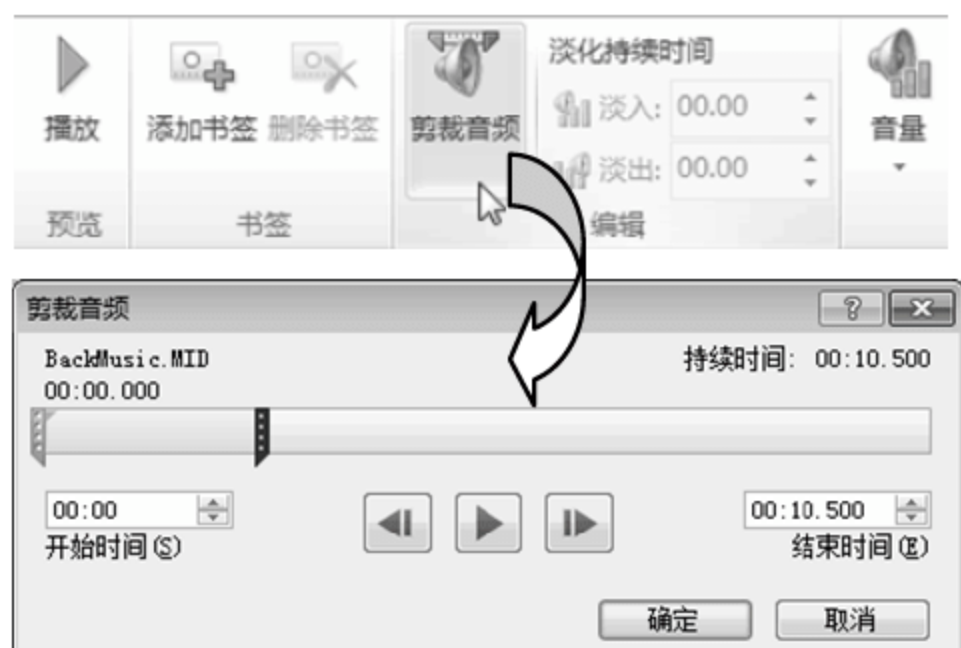 淡化持续时间
淡入: 00.00
播放 添加书签 删除书签 剪裁音频 音量
淡出: 00.00
预览 书签 编辑
剪裁音频
BackMusic.MID 持续时间: 00:10.500
00:00.000
00:00 00:10.500
开始时间(S) 结束时间(E)
确定 取消